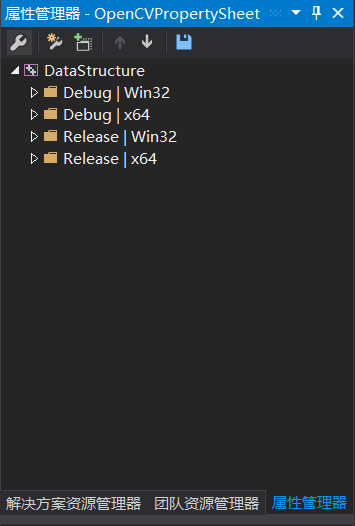 属性管理器 - OpenCVPropertySheet
DataStructure
Debug | Win32
Debug | x64
Release | Win32
Release | x64
解决方案资源管理器 团队资源管理器 属性管理器